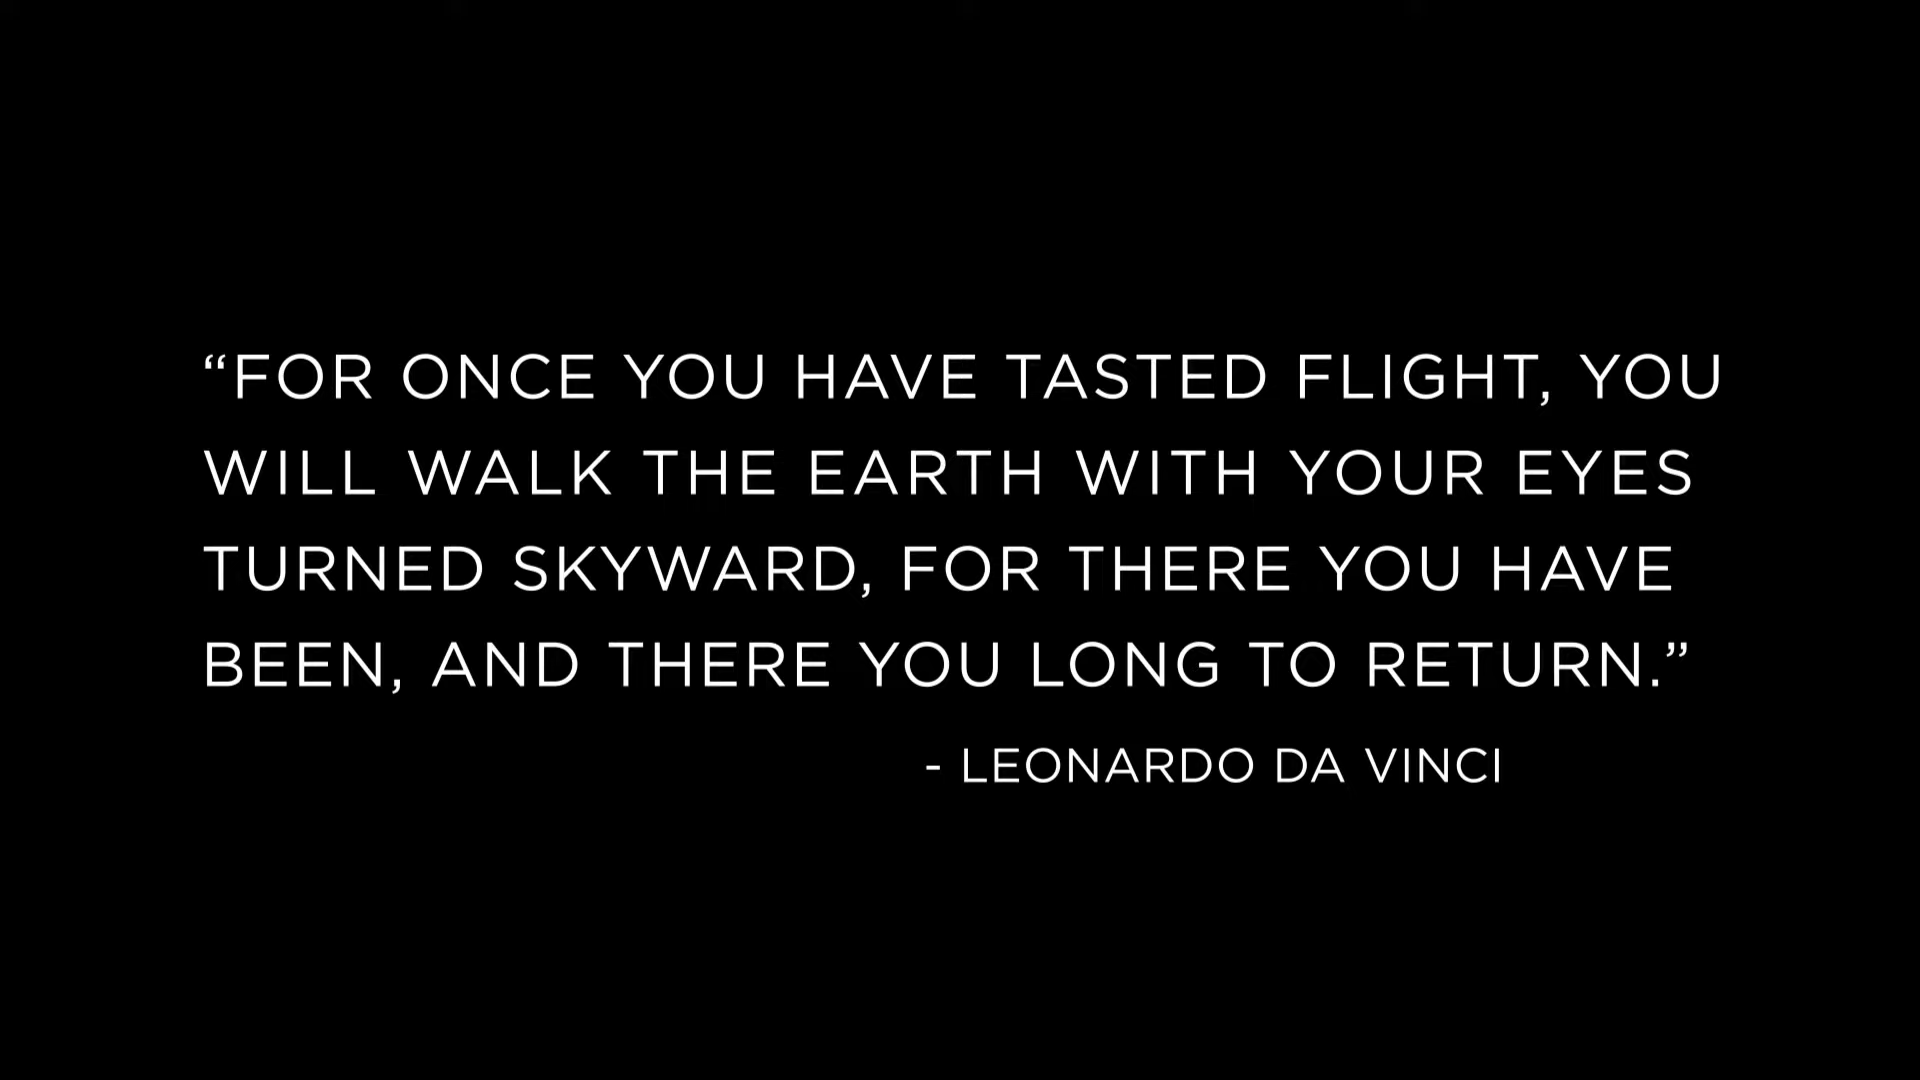 “FOR ONCE YOU HAVE TASTED FLIGHT, YOU
WILL WALK THE EARTH WITH YOUR EYES
TURNED SKYWARD, FOR THERE YOU HAVE
BEEN, AND THERE YOU LONG TO RETURN.”
- LEONARDO DA VINCI